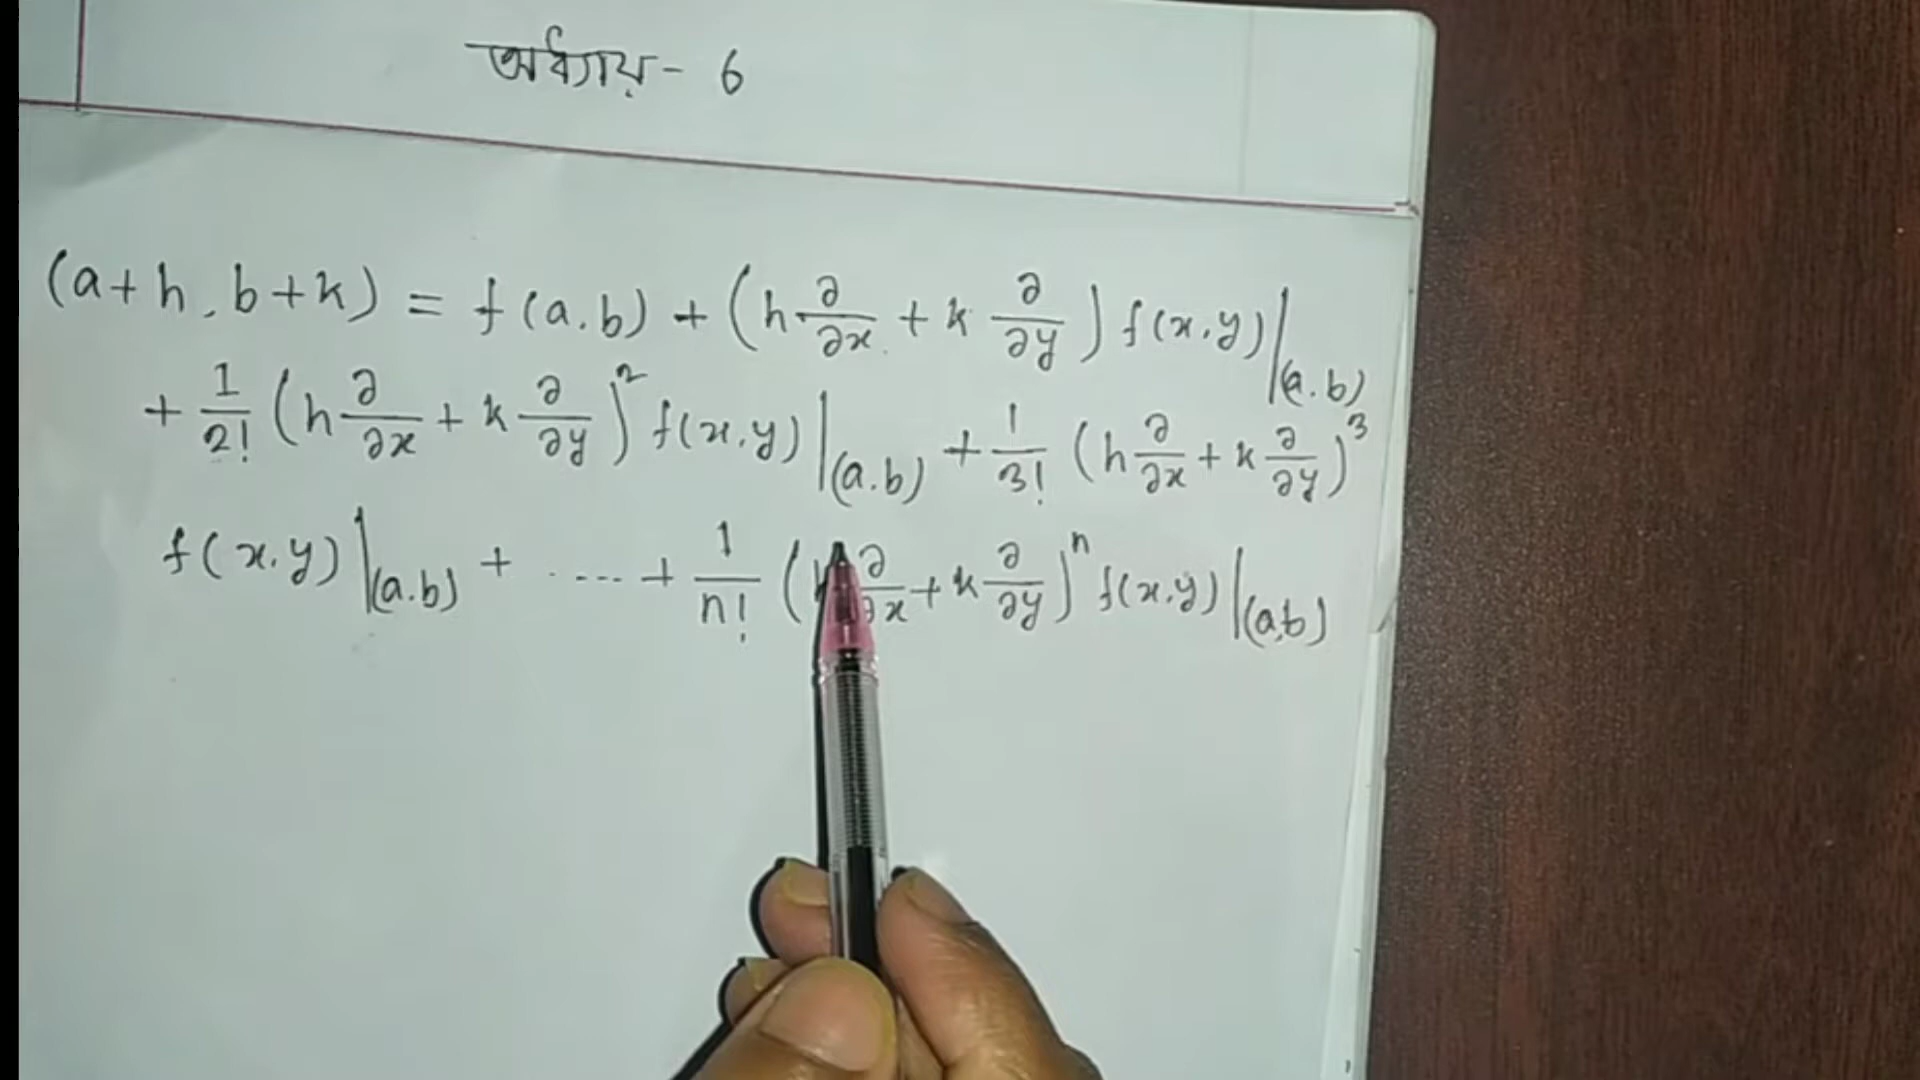 অধ্যায় - 6
(a+h, b+k) = f(a,b) + (h ∂/∂x + k ∂/∂y) f(x,y)|(a,b)
+ 1/2! (h ∂/∂x + k ∂/∂y)² f(x,y)|(a,b) + 1/3! (h ∂/∂x + k ∂/∂y)³
f(x,y)|(a,b) + ..... + 1/n! (h ∂/∂x + k ∂/∂y)ⁿ f(x,y)|(a,b)